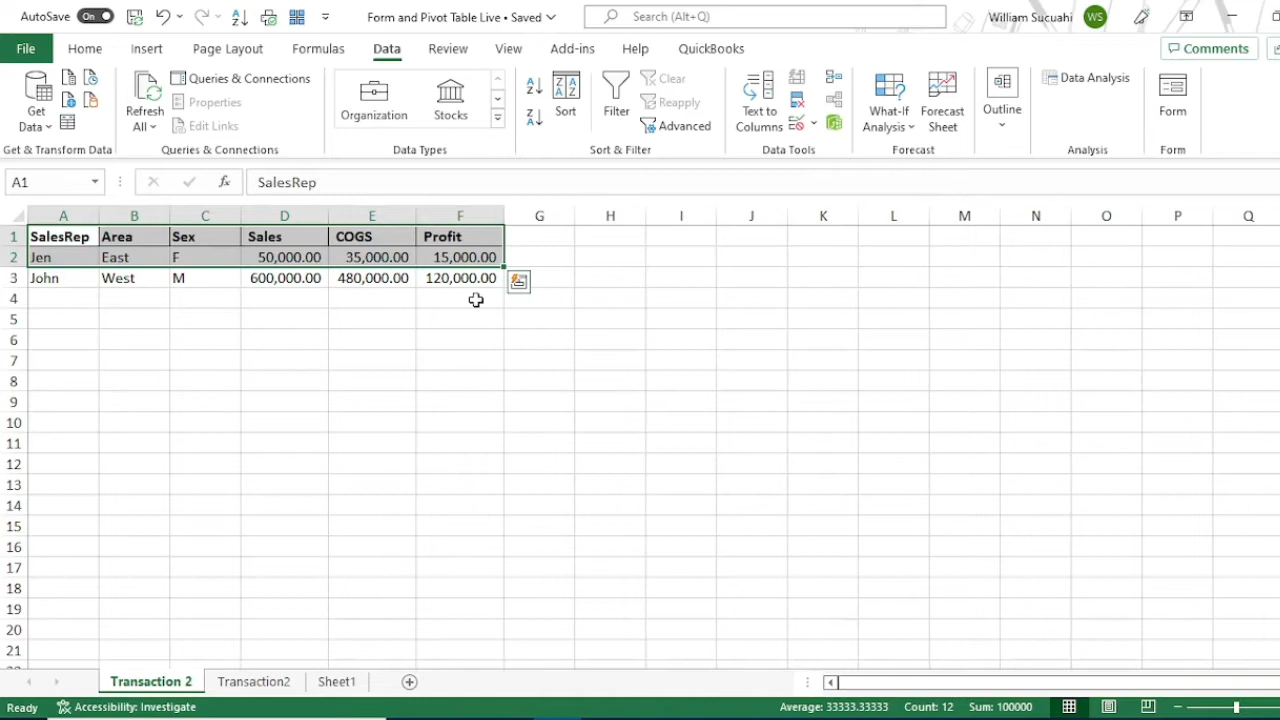 AutoSave On Form and Pivot Table Live • Saved Search (Alt+Q) William Sucuahi WS
File Home Insert Page Layout Formulas Data Review View Add-ins Help QuickBooks Comments
Get Data
Refresh All
Queries & Connections
Properties
Edit Links
Organization
Stocks
Sort
Filter
Clear
Reapply
Advanced
Text to Columns
What-If Analysis
Forecast Sheet
Outline
Data Analysis
Form
Get & Transform Data Queries & Connections Data Types Sort & Filter Data Tools Forecast Analysis Form
A1 fx SalesRep
A B C D E F G H I J K L M N O P Q
1 SalesRep Area Sex Sales COGS Profit
2 Jen East F 50,000.00 35,000.00 15,000.00
3 John West M 600,000.00 480,000.00 120,000.00
4
5
6
7
8
9
10
11
12
13
14
15
16
17
18
19
20
21
Transaction 2 Transaction2 Sheet1
Ready Accessibility: Investigate Average: 33333.33333 Count: 12 Sum: 100000